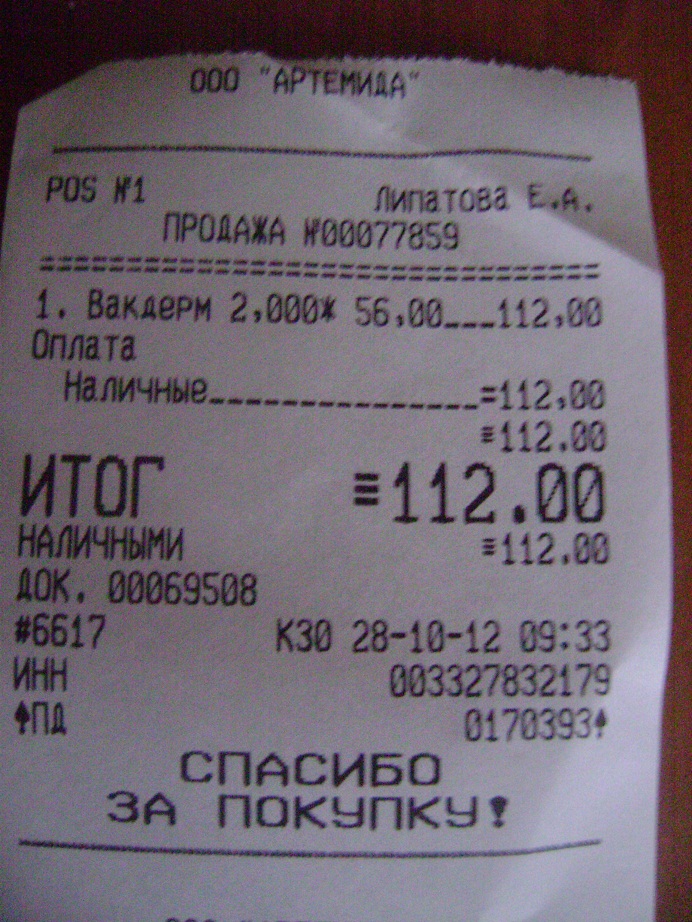 ООО "АРТЕМИДА"
POS №1 Липатова Е.А.
ПРОДАЖА №00077859
================================
1. Вакдерм 2,000* 56,00___112,00
Оплата
Наличные_______________=112,00
≡112.00
ИТОГ ≡112.00
НАЛИЧНЫМИ ≡112.00
ДОК. 00069508
#6617 К30 28-10-12 09:33
ИНН 003327832179
ПД 0170393
СПАСИБО
ЗА ПОКУПКУ!